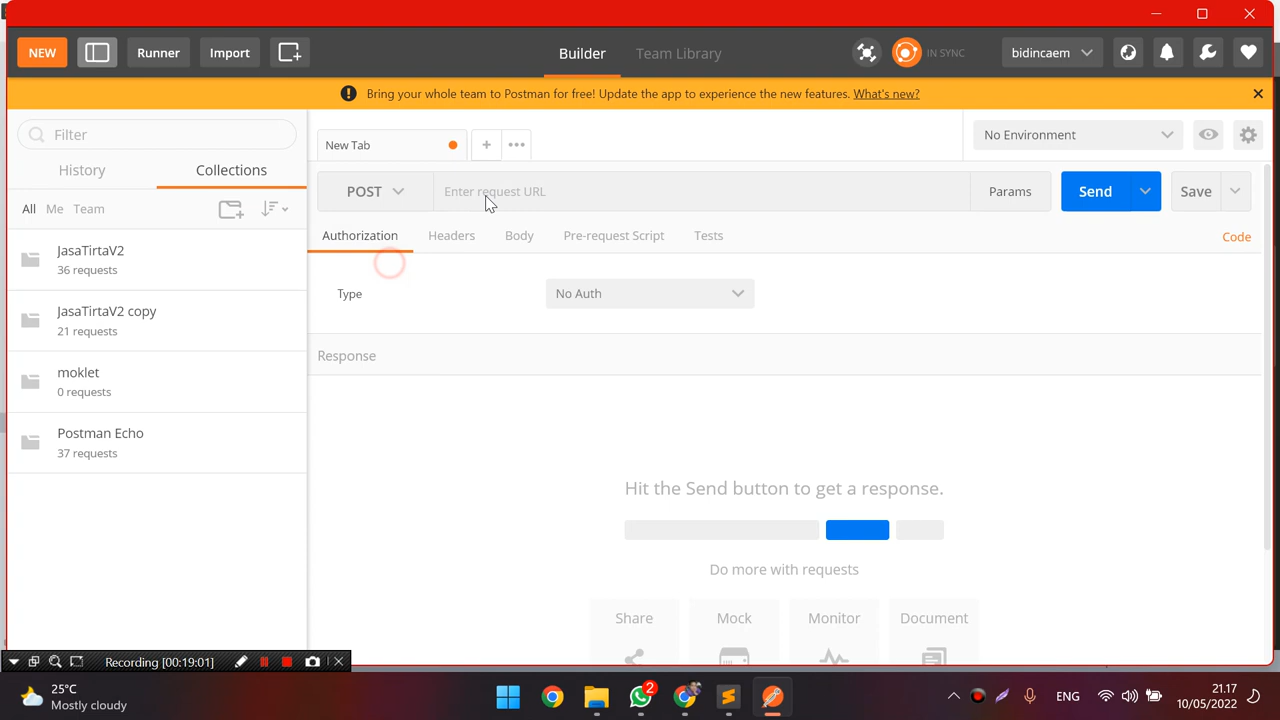 NEW
Runner
Import
Builder
Team Library
IN SYNC
bidincaem
Bring your whole team to Postman for free! Update the app to experience the new features. What's new?
Filter
History
Collections
All
Me
Team
JasaTirtaV2
36 requests
JasaTirtaV2 copy
21 requests
moklet
0 requests
Postman Echo
37 requests
New Tab
No Environment
POST
Enter request URL
Params
Send
Save
Authorization
Headers
Body
Pre-request Script
Tests
Code
Type
No Auth
Response
Hit the Send button to get a response.
Do more with requests
Share
Mock
Monitor
Document
Recording [00:19:01]
25°C
Mostly cloudy
2
ENG
21.17
10/05/2022